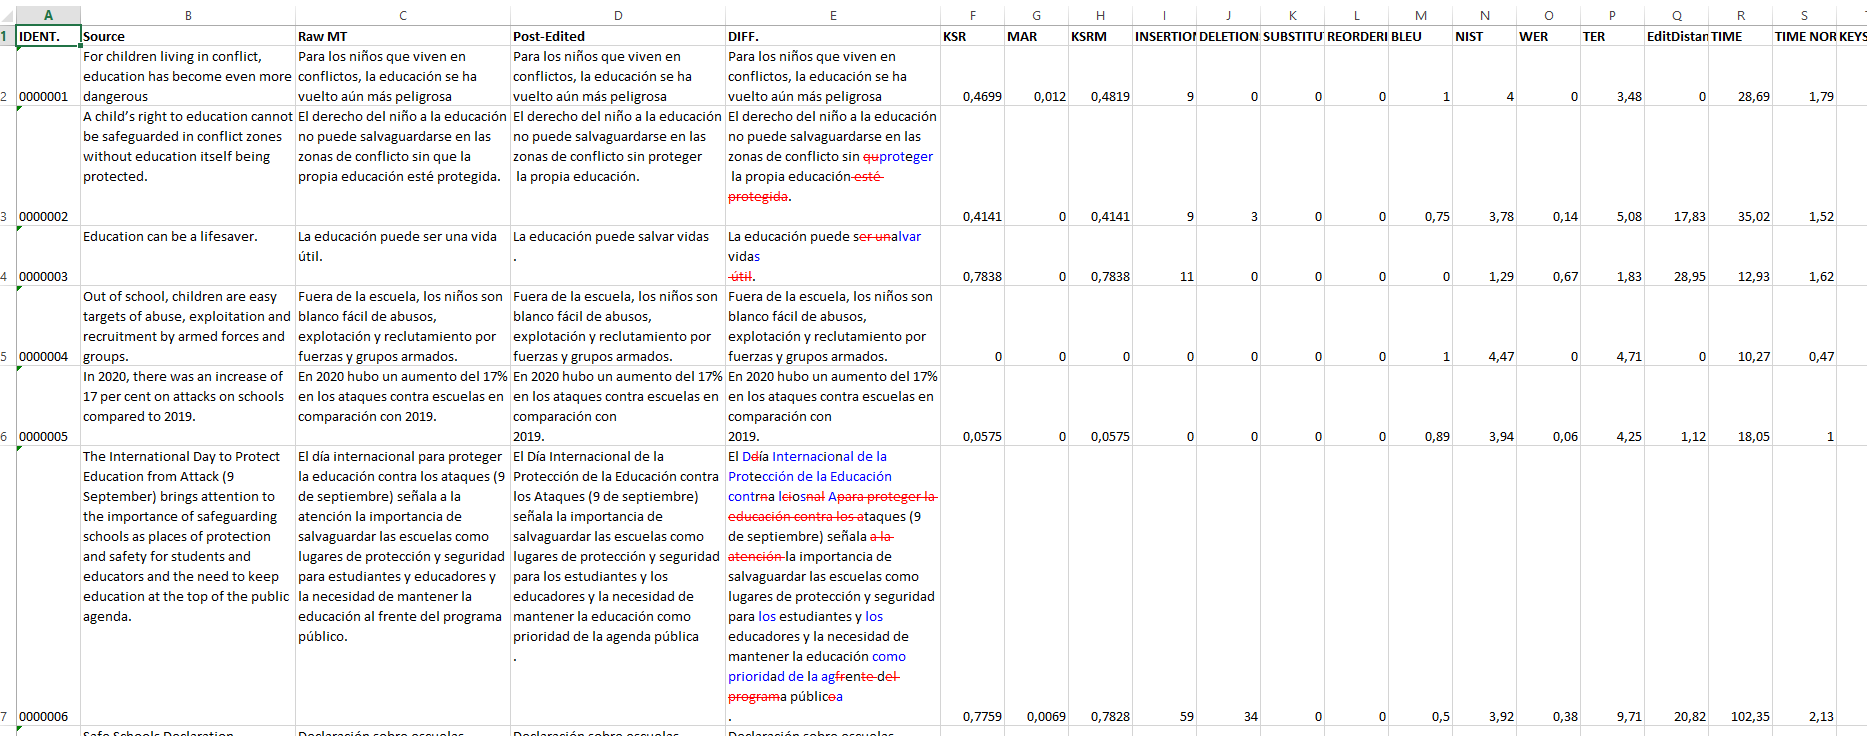 A B C D E F G H I J K L M N O P Q R S
1 IDENT. Source Raw MT Post-Edited DIFF. KSR MAR KSRM INSERTION DELETION SUBSTITU REORDERI BLEU NIST WER TER EditDistan TIME TIME NOR KEYS
For children living in conflict,
education has become even more
dangerous
Para los niños que viven en
conflictos, la educación se ha
vuelto aún más peligrosa
Para los niños que viven en
conflictos, la educación se ha
vuelto aún más peligrosa
Para los niños que viven en
conflictos, la educación se ha
vuelto aún más peligrosa
2 0000001 0,4699 0,012 0,4819 9 0 0 0 1 4 0 3,48 0 28,69 1,79
A child’s right to education cannot
be safeguarded in conflict zones
without education itself being
protected.
El derecho del niño a la educación
no puede salvaguardarse en las
zonas de conflicto sin que la
propia educación esté protegida.
El derecho del niño a la educación
no puede salvaguardarse en las
zonas de conflicto sin proteger
la propia educación.
El derecho del niño a la educación
no puede salvaguardarse en las
zonas de conflicto sin quproteger
la propia educación esté
protegida.
3 0000002 0,4141 0 0,4141 9 3 0 0 0,75 3,78 0,14 5,08 17,83 35,02 1,52
Education can be a lifesaver.
La educación puede ser una vida
útil.
La educación puede salvar vidas
.
La educación puede ser unalvar
vidas
útil.
4 0000003 0,7838 0 0,7838 11 0 0 0 0 1,29 0,67 1,83 28,95 12,93 1,62
Out of school, children are easy
targets of abuse, exploitation and
recruitment by armed forces and
groups.
Fuera de la escuela, los niños son
blanco fácil de abusos,
explotación y reclutamiento por
fuerzas y grupos armados.
Fuera de la escuela, los niños son
blanco fácil de abusos,
explotación y reclutamiento por
fuerzas y grupos armados.
Fuera de la escuela, los niños son
blanco fácil de abusos,
explotación y reclutamiento por
fuerzas y grupos armados.
5 0000004 0 0 0 0 0 0 0 1 4,47 0 4,71 0 10,27 0,47
In 2020, there was an increase of
17 per cent on attacks on schools
compared to 2019.
En 2020 hubo un aumento del 17%
en los ataques contra escuelas en
comparación con 2019.
En 2020 hubo un aumento del 17%
en los ataques contra escuelas en
comparación con
2019.
En 2020 hubo un aumento del 17%
en los ataques contra escuelas en
comparación con
2019.
6 0000005 0,0575 0 0,0575 0 0 0 0 0,89 3,94 0,06 4,25 1,12 18,05 1
The International Day to Protect
Education from Attack (9
September) brings attention to
the importance of safeguarding
schools as places of protection
and safety for students and
educators and the need to keep
education at the top of the public
agenda.
El día internacional para proteger
la educación contra los ataques (9
de septiembre) señala a la
atención la importancia de
salvaguardar las escuelas como
lugares de protección y seguridad
para estudiantes y educadores y
la necesidad de mantener la
educación al frente del programa
público.
El Día Internacional de la
Protección de la Educación contra
los Ataques (9 de septiembre)
señala la importancia de
salvaguardar las escuelas como
lugares de protección y seguridad
para los estudiantes y los
educadores y la necesidad de
mantener la educación como
prioridad de la agenda pública
.
El Ddía Internacional de la
Protección de la Educación
contrna lciosnal Apara proteger la
educación contra los ataques (9
de septiembre) señala a la
atención la importancia de
salvaguardar las escuelas como
lugares de protección y seguridad
para los estudiantes y los
educadores y la necesidad de
mantener la educación como
prioridad de la agfrente del
programa públicoa
.
7 0000006 0,7759 0,0069 0,7828 59 34 0 0 0,5 3,92 0,38 9,71 20,82 102,35 2,13
Safe Schools Declaration
Declaración sobre escuelas
Declaración sobre escuelas
Declaración sobre escuelas